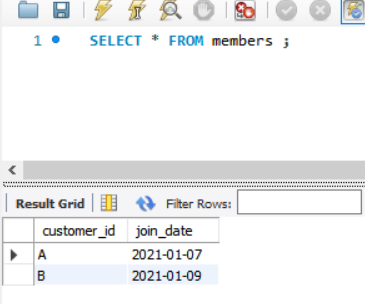 1 SELECT * FROM members ;
Result Grid Filter Rows:
customer_id join_date
A 2021-01-07
B 2021-01-09